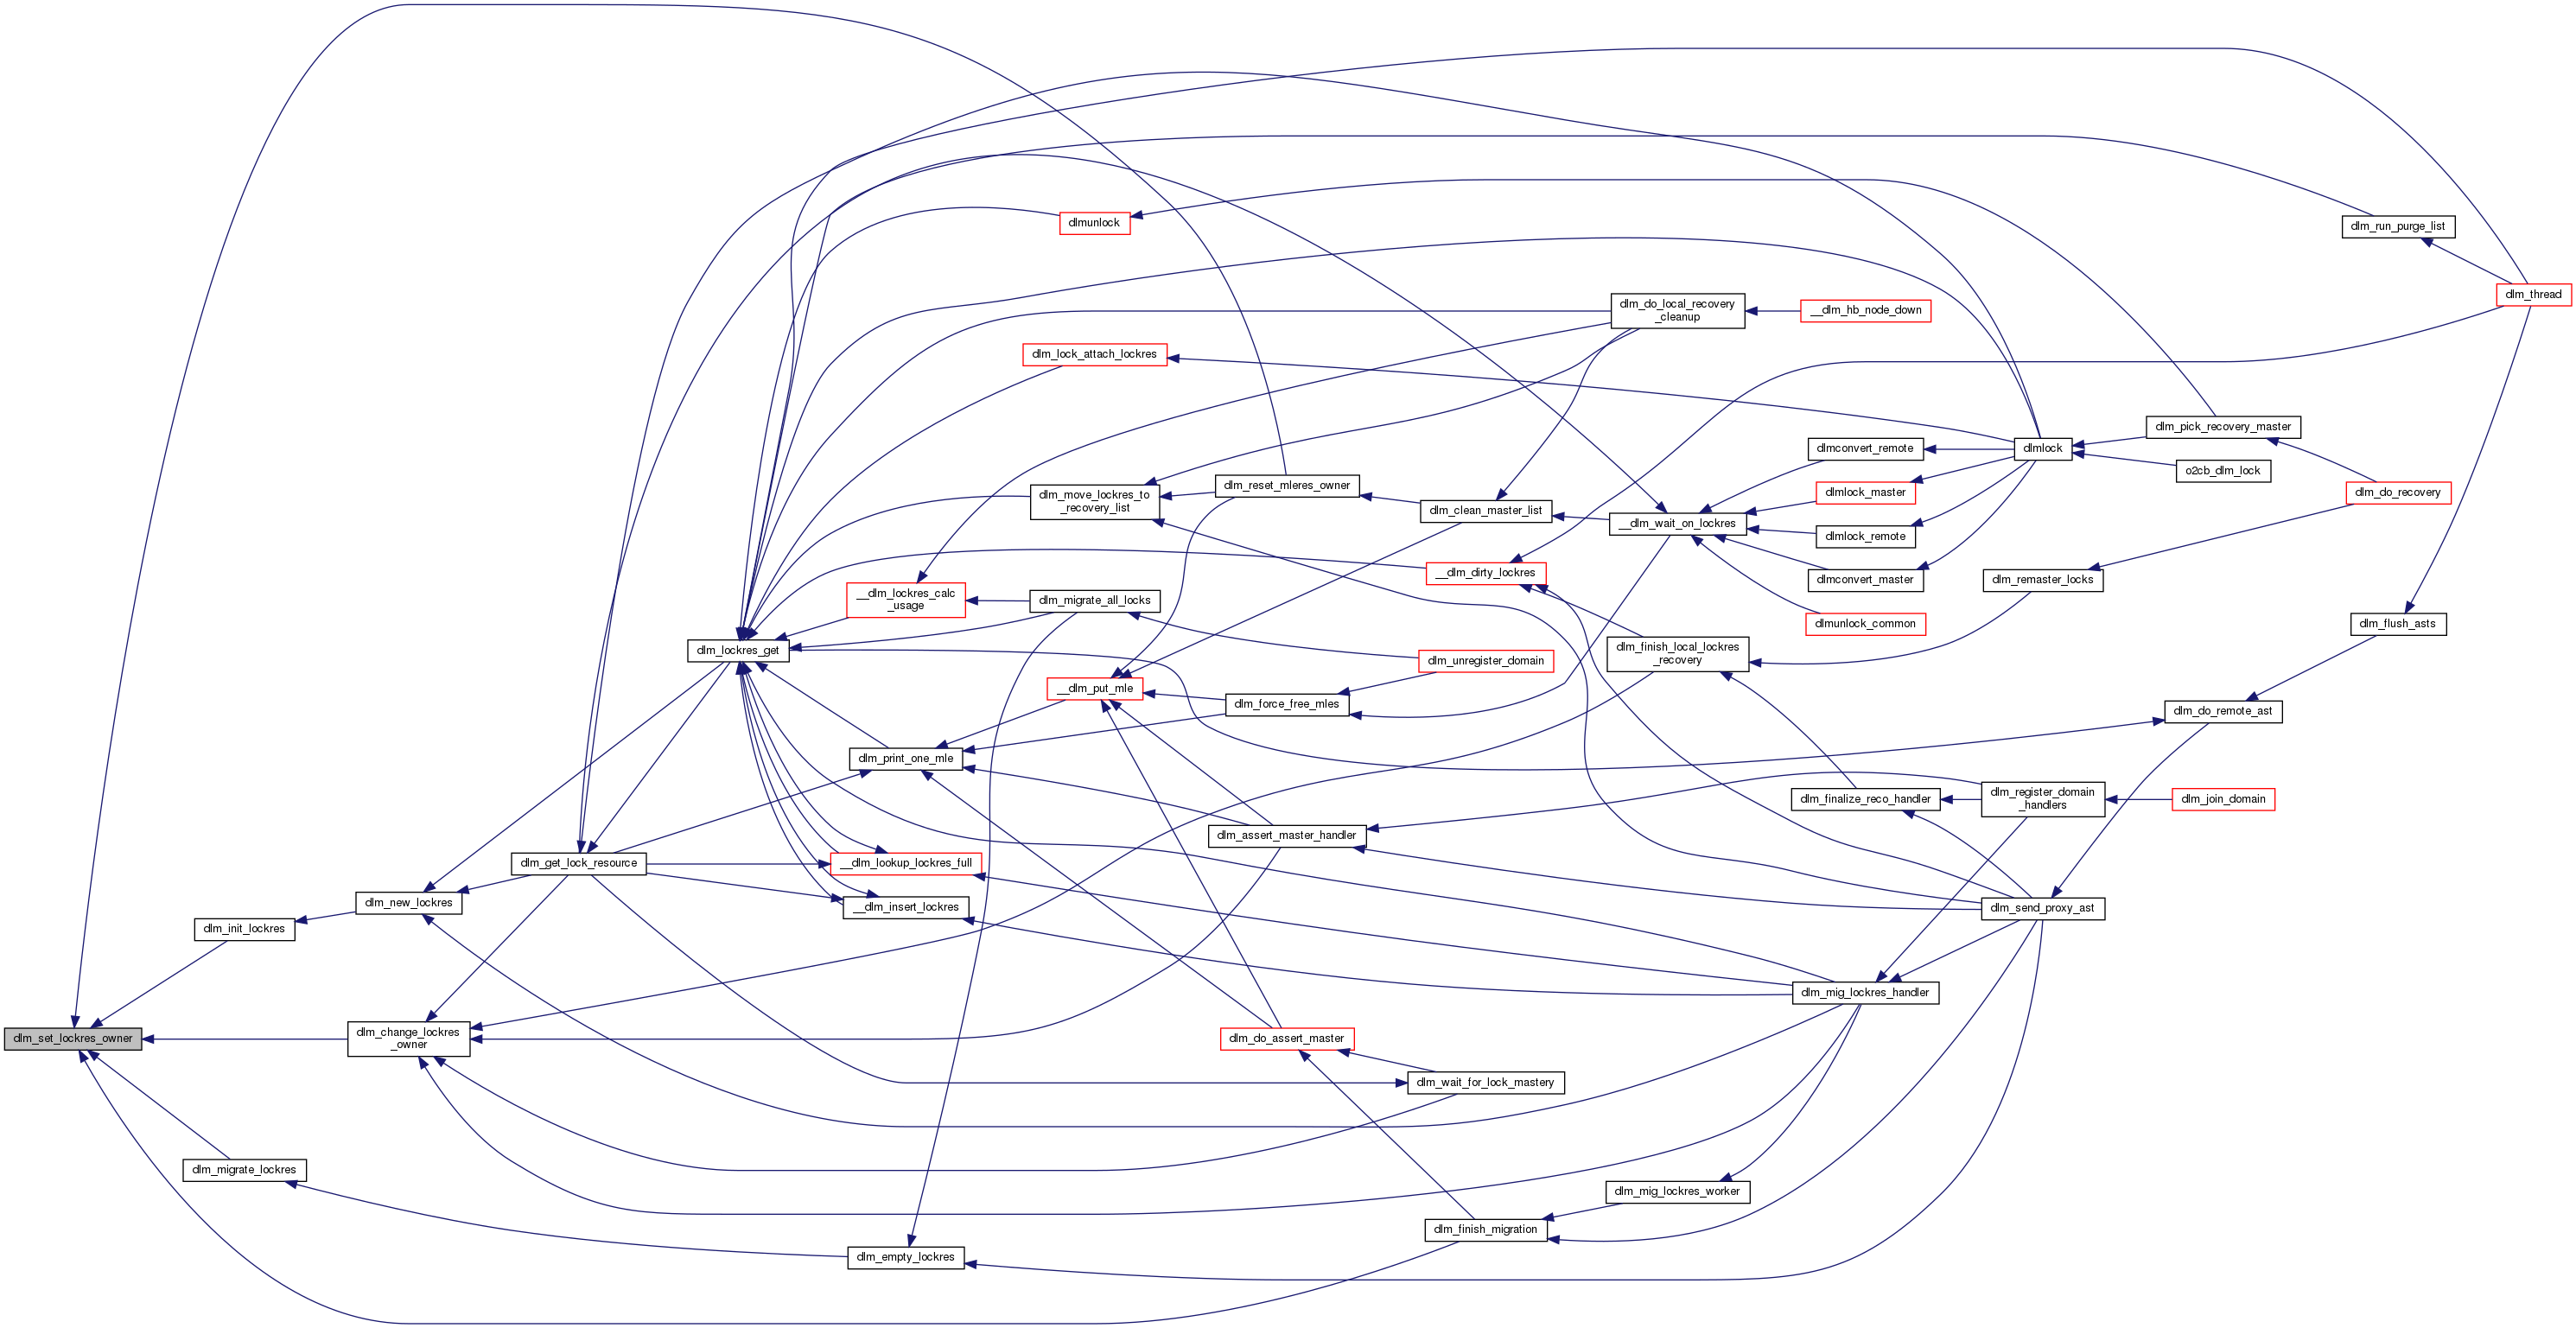 dlm_set_lockres_owner
dlm_init_lockres
dlm_migrate_lockres
dlm_new_lockres
dlm_change_lockres
_owner
dlm_get_lock_resource
dlm_lockres_get
__dlm_lockres_calc
_usage
dlm_print_one_mle
__dlm_lookup_lockres_full
__dlm_insert_lockres
dlm_empty_lockres
dlmunlock
dlm_lock_attach_lockres
dlm_move_lockres_to
_recovery_list
dlm_migrate_all_locks
__dlm_put_mle
dlm_reset_mleres_owner
dlm_force_free_mles
dlm_assert_master_handler
dlm_do_assert_master
dlm_clean_master_list
__dlm_dirty_lockres
dlm_unregister_domain
dlm_wait_for_lock_mastery
dlm_finish_migration
dlm_do_local_recovery
_cleanup
__dlm_wait_on_lockres
dlm_finish_local_lockres
_recovery
dlm_mig_lockres_worker
__dlm_hb_node_down
dlmconvert_remote
dlmlock_master
dlmlock_remote
dlmconvert_master
dlmunlock_common
dlm_finalize_reco_handler
dlm_mig_lockres_handler
dlmlock
dlm_remaster_locks
dlm_register_domain
_handlers
dlm_send_proxy_ast
dlm_pick_recovery_master
o2cb_dlm_lock
dlm_do_remote_ast
dlm_join_domain
dlm_run_purge_list
dlm_do_recovery
dlm_flush_asts
dlm_thread